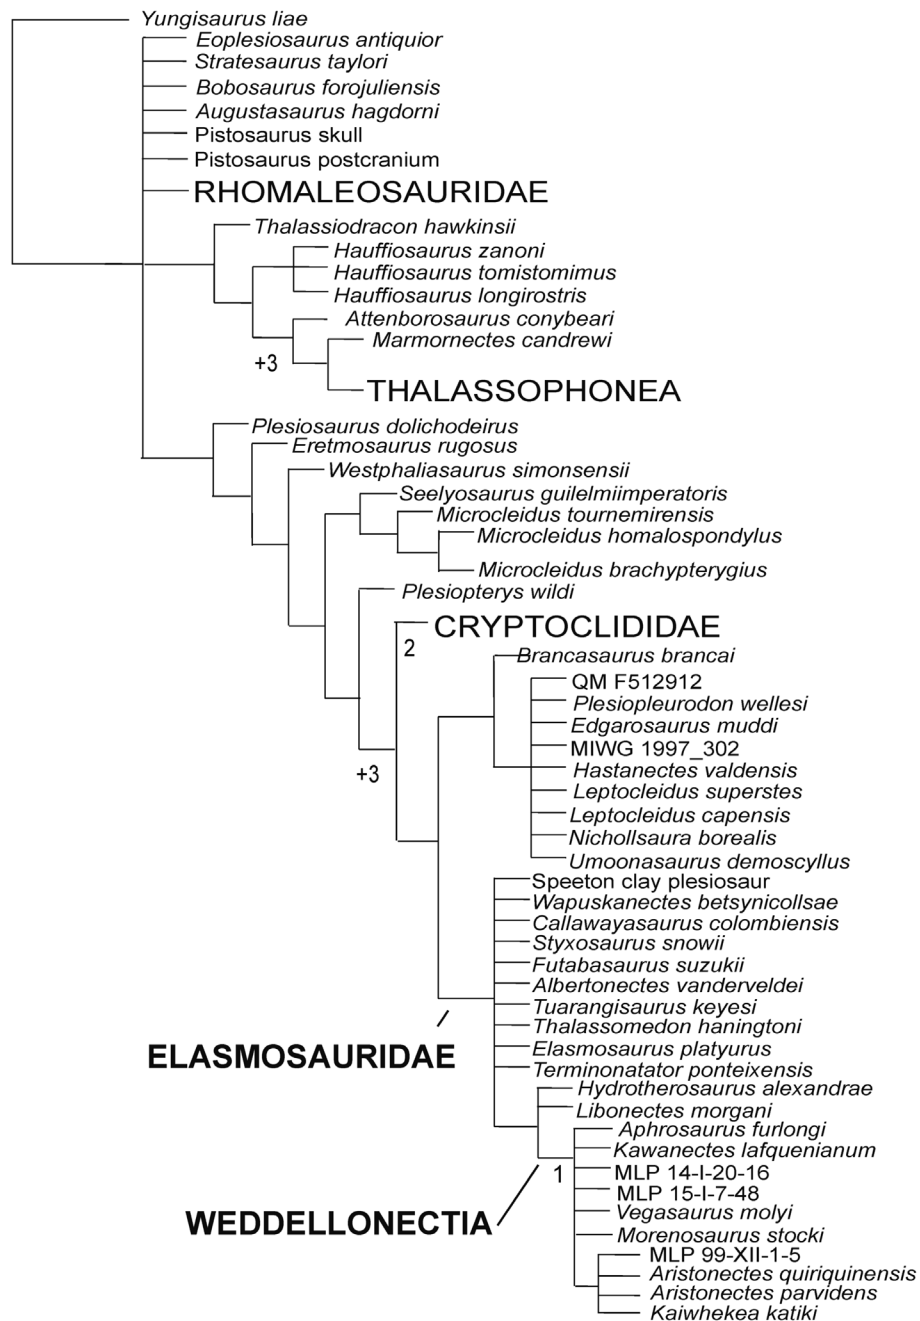 Yungisaurus liae
Eoplesiosaurus antiquior
Stratesaurus taylori
Bobosaurus forojuliensis
Augustasaurus hagdorni
Pistosaurus skull
Pistosaurus postcranium
RHOMALEOSAURIDAE
Thalassiodracon hawkinsii
Hauffiosaurus zanoni
Hauffiosaurus tomistomimus
Hauffiosaurus longirostris
Attenborosaurus conybeari
Marmornectes candrewi
+3
THALASSOPHONEA
Plesiosaurus dolichodeirus
Eretmosaurus rugosus
Westphaliasaurus simonsensii
Seelyosaurus guilelmiimperatoris
Microcleidus tournemirensis
Microcleidus homalospondylus
Microcleidus brachypterygius
Plesiopterys wildi
CRYPTOCLIDIDAE
2
Brancasaurus brancai
QM F512912
Plesiopleurodon wellesi
Edgarosaurus muddi
MIWG 1997_302
+3
Hastanectes valdensis
Leptocleidus superstes
Leptocleidus capensis
Nichollsaura borealis
Umoonasaurus demoscyllus
Speeton clay plesiosaur
Wapuskanectes betsynicollsae
Callawayasaurus colombiensis
Styxosaurus snowii
Futabasaurus suzukii
Albertonectes vanderveldei
Tuarangisaurus keyesi
Thalassomedon haningtoni
Elasmosaurus platyurus
ELASMOSAURIDAE
Terminonatator ponteixensis
Hydrotherosaurus alexandrae
Libonectes morgani
Aphrosaurus furlongi
Kawanectes lafquenianum
1
MLP 14-I-20-16
MLP 15-I-7-48
Vegasaurus molyi
WEDDELLONECTIA
Morenosaurus stocki
MLP 99-XII-1-5
Aristonectes quiriquinensis
Aristonectes parvidens
Kaiwhekea katiki